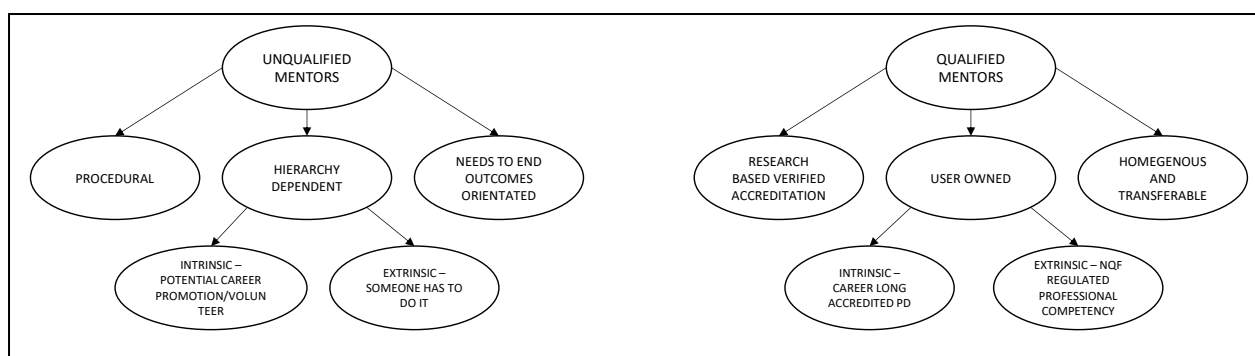 UNQUALIFIED
MENTORS
PROCEDURAL
HIERARCHY
DEPENDENT
NEEDS TO END
OUTCOMES
ORIENTATED
INTRINSIC –
POTENTIAL CAREER
PROMOTION/VOLUN
TEER
EXTRINSIC –
SOMEONE HAS TO
DO IT
QUALIFIED
MENTORS
RESEARCH
BASED VERIFIED
ACCREDITATION
USER OWNED
HOMEGENOUS
AND
TRANSFERABLE
INTRINSIC –
CAREER LONG
ACCREDITED PD
EXTRINSIC – NQF
REGULATED
PROFESSIONAL
COMPETENCY